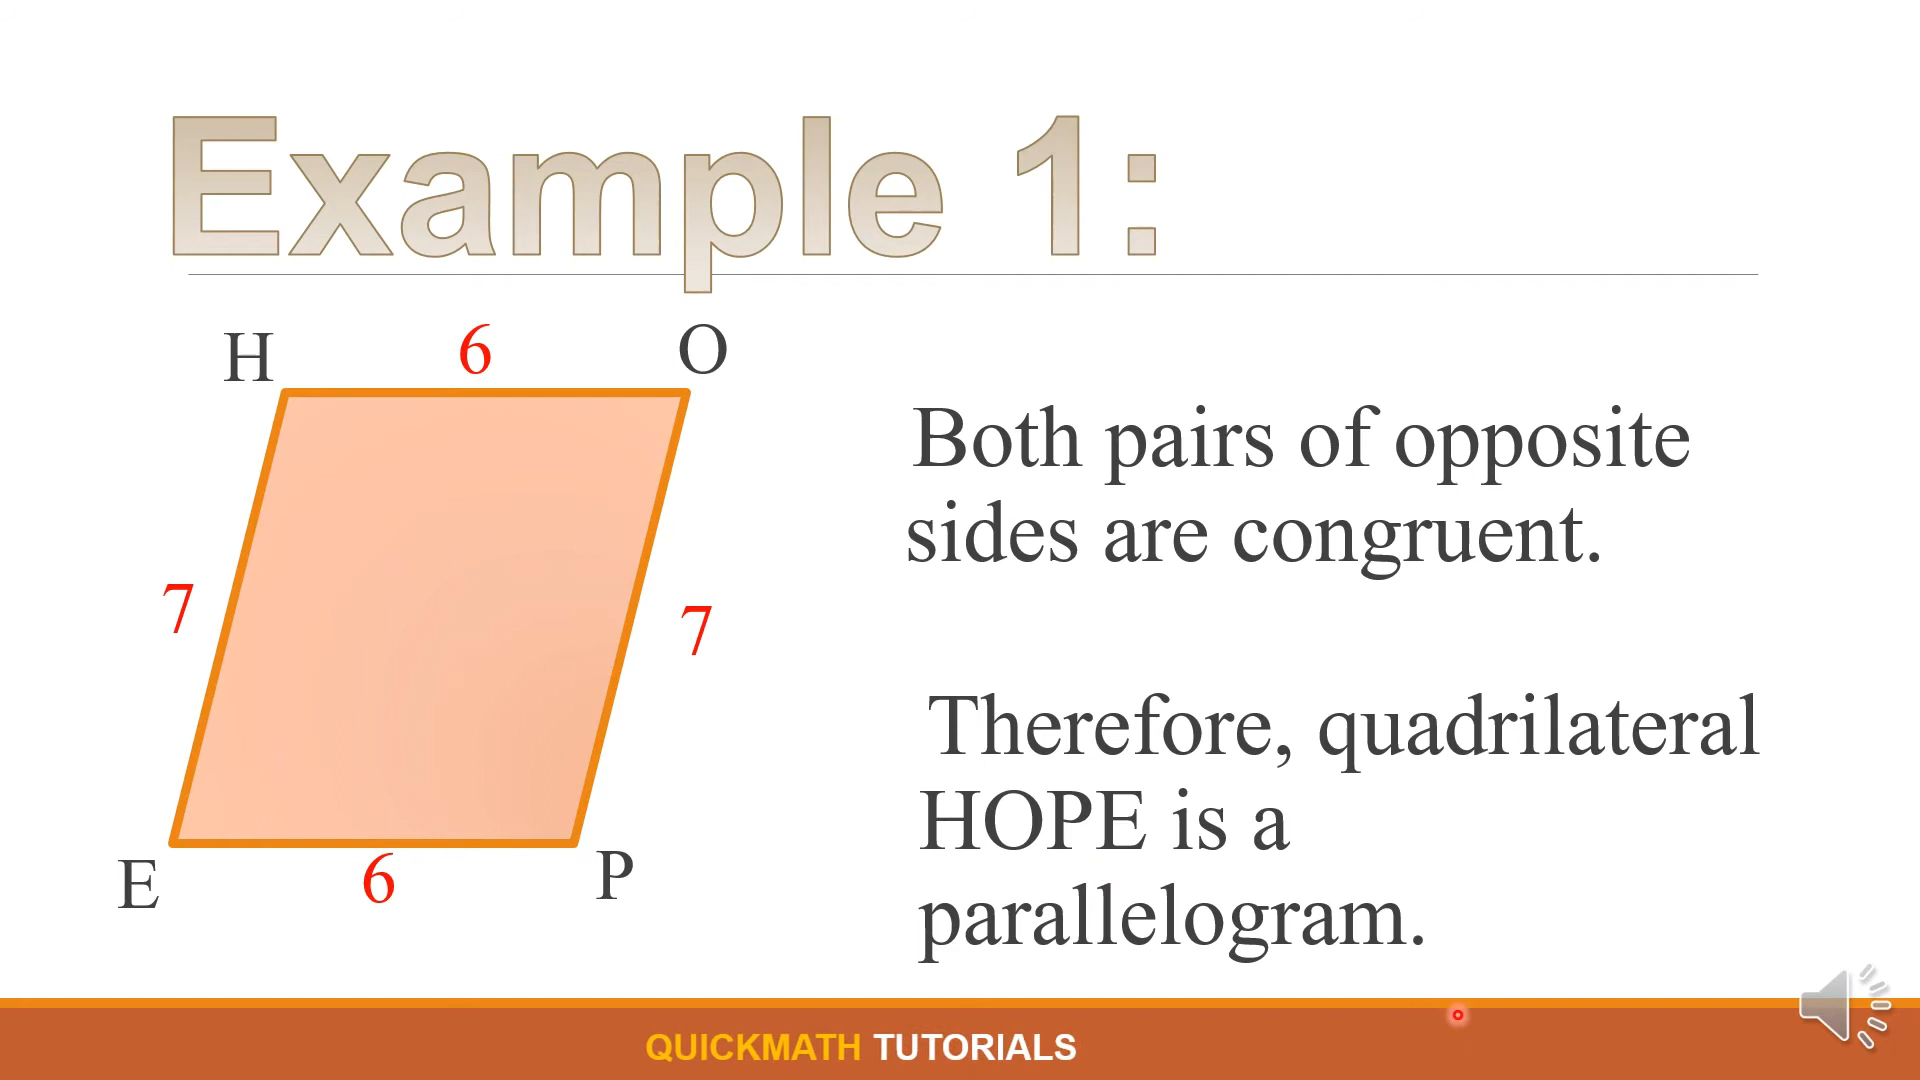 Example 1:
H 6 O
7 7
E 6 P
Both pairs of opposite
sides are congruent.
Therefore, quadrilateral
HOPE is a
parallelogram.
QUICKMATH TUTORIALS